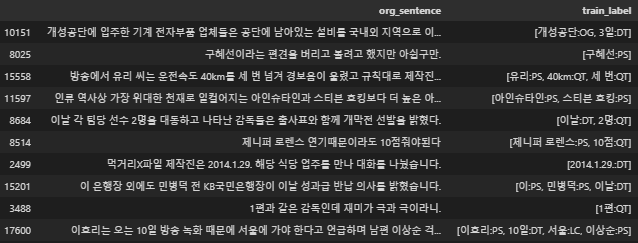 org_sentence train_label
10151 개성공단에 입주한 기계 전자부품 업체들은 공단에 남아있는 설비를 국내외 지역으로 이... [개성공단:OG, 3일:DT]
8025 구혜선이라는 편견을 버리고 볼려고 했지만 아쉽구만. [구혜선:PS]
15558 방송에서 유리 씨는 운전속도 40km를 세 번 넘겨 경보음이 울렸고 규칙대로 제작진... [유리:PS, 40km:QT, 세 번:QT]
11597 인류 역사상 가장 위대한 천재로 일컬어지는 아인슈타인과 스티븐 호킹보다 더 높은 아... [아인슈타인:PS, 스티븐 호킹:PS]
8684 이날 각 팀당 선수 2명을 대동하고 나타난 감독들은 출사표와 함께 개막전 선발을 밝혔다. [이날:DT, 2명:QT]
8514 제니퍼 로렌스 연기때문이라도 10점줘야된다 [제니퍼 로렌스:PS, 10점:QT]
2499 먹거리X파일 제작진은 2014.1.29. 해당 식당 업주를 만나 대화를 나눴습니다. [2014.1.29.:DT]
15201 이 은행장 외에도 민병덕 전 KB국민은행장이 이날 성과급 반납 의사를 밝혔습니다. [이:PS, 민병덕:PS, 이날:DT]
3488 1편과 같은 감독인데 재미가 극과 극이라니. [1편:QT]
17600 이효리는 오는 10일 방송 녹화 때문에 서울에 가야 한다고 언급하며 남편 이상순 걱... [이효리:PS, 10일:DT, 서울:LC, 이상순:PS]